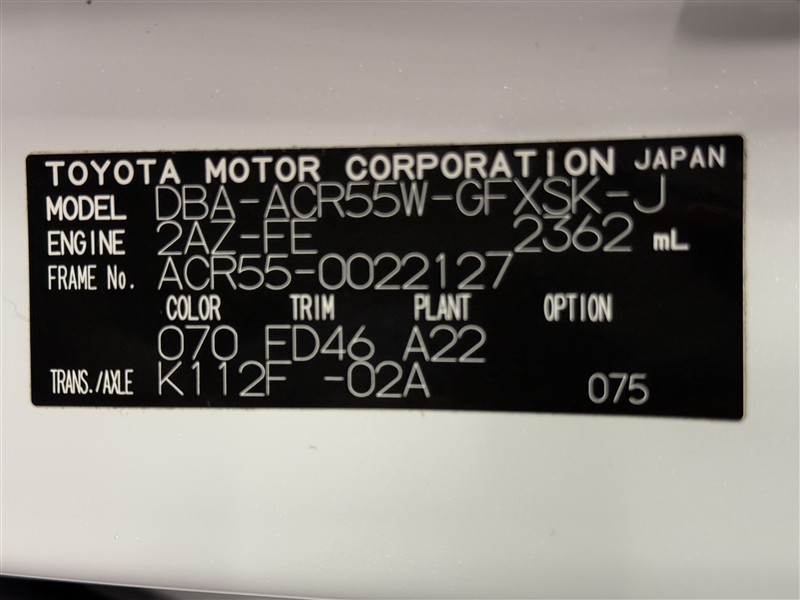 TOYOTA MOTOR CORPORATION JAPAN
MODEL DBA-ACR55W-GFXSK-J
ENGINE 2AZ-FE 2362 mL
FRAME No. ACR55-0022127
COLOR TRIM PLANT OPTION
070 FD46 A22
TRANS./AXLE K112F -02A 075